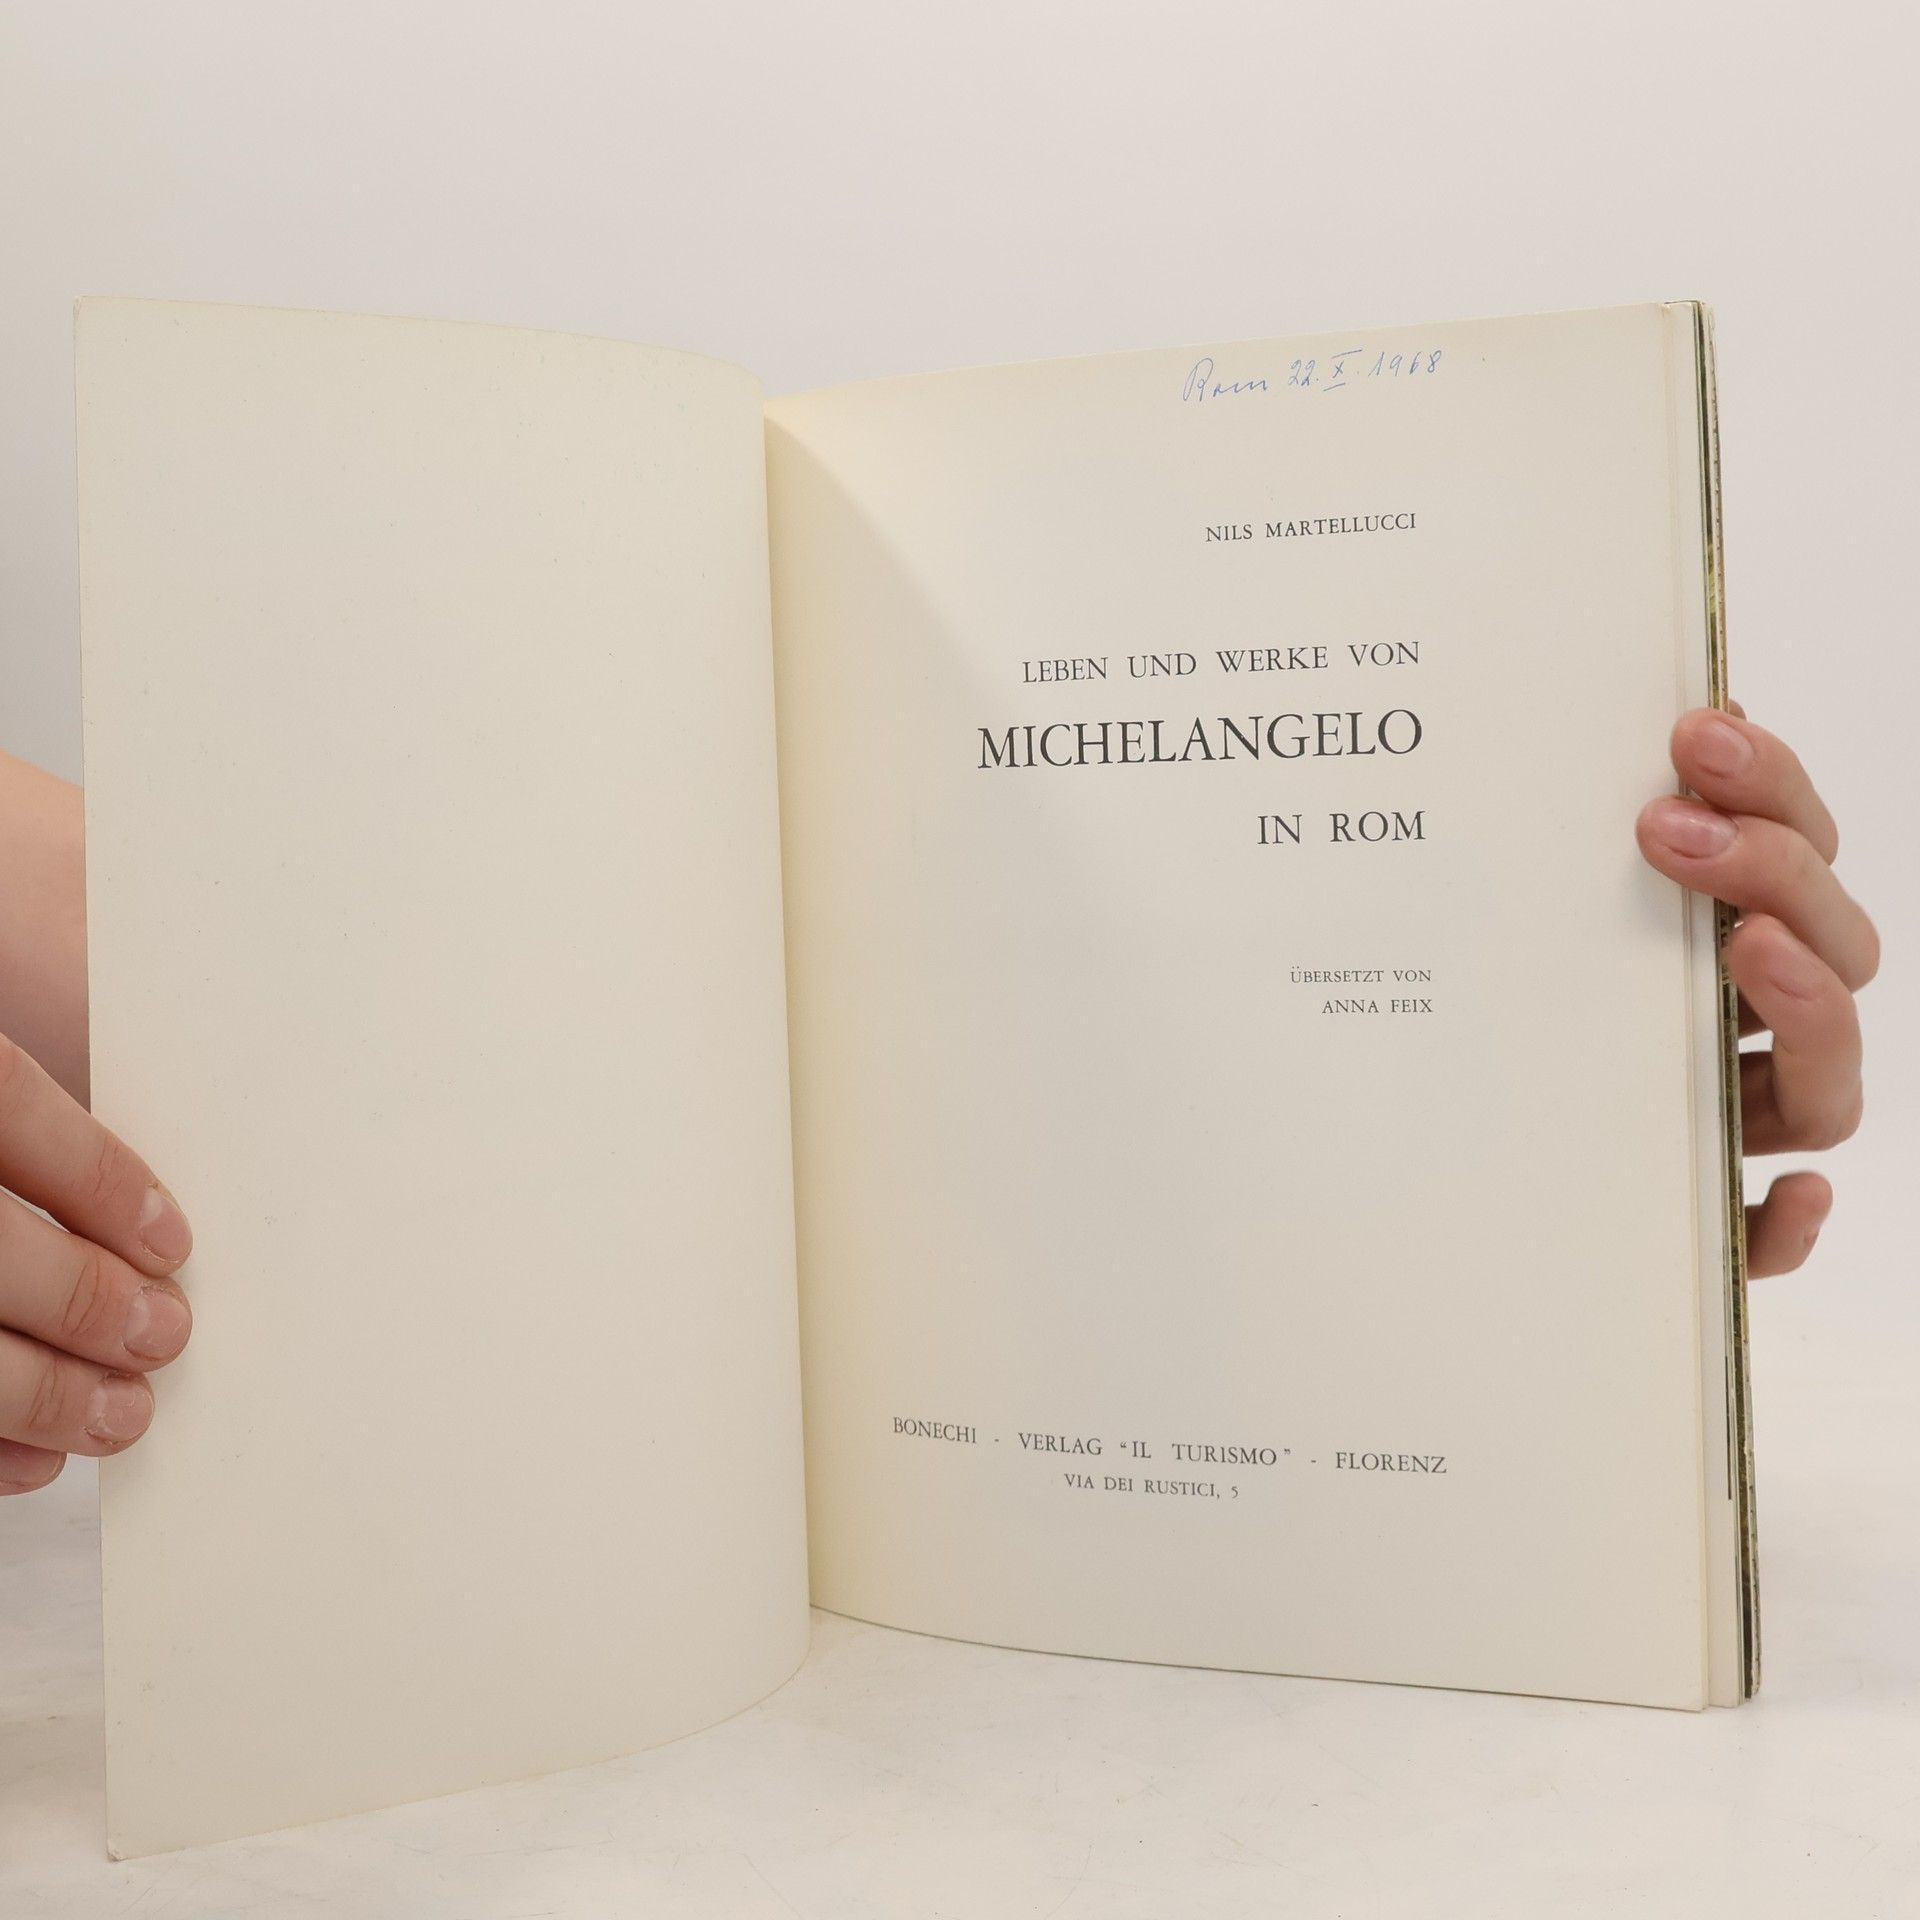 Rom 22. X. 1968
NILS MARTELLUCCI
LEBEN UND WERKE VON
MICHELANGELO
IN ROM
ÜBERSETZT VON
ANNA FEIX
BONECHI - VERLAG “IL TURISMO” - FLORENZ
VIA DEI RUSTICI, 5